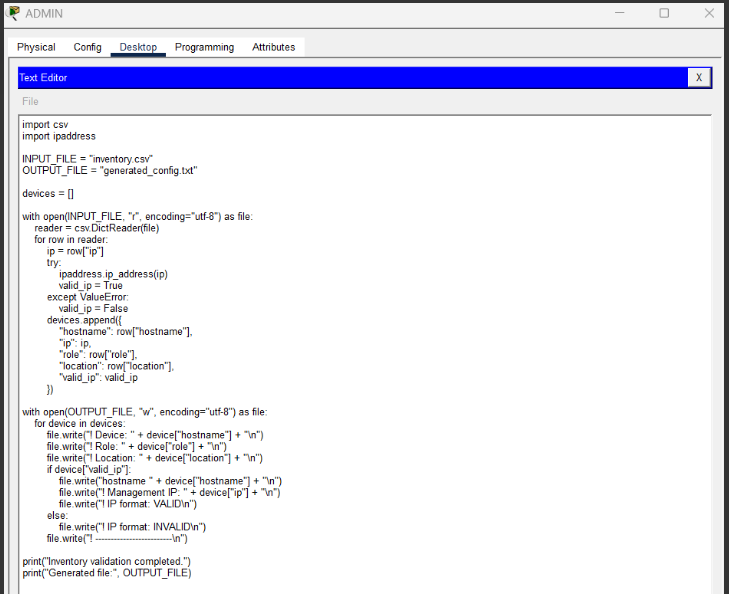 ADMIN
Physical Config Desktop Programming Attributes
Text Editor X
File
import csv
import ipaddress

INPUT_FILE = "inventory.csv"
OUTPUT_FILE = "generated_config.txt"

devices = []

with open(INPUT_FILE, "r", encoding="utf-8") as file:
    reader = csv.DictReader(file)
    for row in reader:
        ip = row["ip"]
        try:
            ipaddress.ip_address(ip)
            valid_ip = True
        except ValueError:
            valid_ip = False
        devices.append({
            "hostname": row["hostname"],
            "ip": ip,
            "role": row["role"],
            "location": row["location"],
            "valid_ip": valid_ip
        })

with open(OUTPUT_FILE, "w", encoding="utf-8") as file:
    for device in devices:
        file.write("! Device: " + device["hostname"] + "\n")
        file.write("! Role: " + device["role"] + "\n")
        file.write("! Location: " + device["location"] + "\n")
        if device["valid_ip"]:
            file.write("hostname " + device["hostname"] + "\n")
            file.write("! Management IP: " + device["ip"] + "\n")
            file.write("! IP format: VALID\n")
        else:
            file.write("! IP format: INVALID\n")
        file.write("! -------------------------\n")

print("Inventory validation completed.")
print("Generated file:", OUTPUT_FILE)